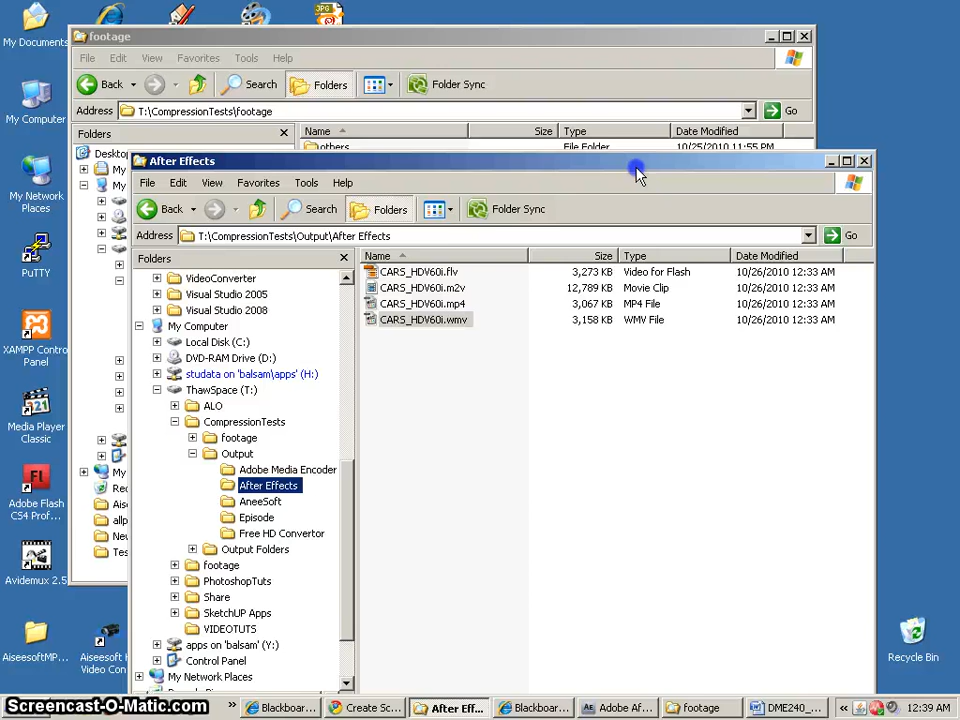 My Documents
JPG
footage
File Edit View Favorites Tools Help
Back Search Folders Folder Sync
Address T:\CompressionTests\footage Go
Folders Name Size Type Date Modified
others File Folder 10/25/2010 11:55 PM
Desktop
My
My
My
Rec
Ais
allp
Nev
Tes
After Effects
File Edit View Favorites Tools Help
Back Search Folders Folder Sync
Address T:\CompressionTests\Output\After Effects Go
Folders Name Size Type Date Modified
CARS_HDV60i.flv 3,273 KB Video for Flash 10/26/2010 12:33 AM
CARS_HDV60i.m2v 12,789 KB Movie Clip 10/26/2010 12:33 AM
CARS_HDV60i.mp4 3,067 KB MP4 File 10/26/2010 12:33 AM
CARS_HDV60i.wmv 3,158 KB WMV File 10/26/2010 12:33 AM
VideoConverter
Visual Studio 2005
Visual Studio 2008
My Computer
Local Disk (C:)
DVD-RAM Drive (D:)
studata on 'balsam\apps' (H:)
ThawSpace (T:)
ALO
CompressionTests
footage
Output
Adobe Media Encoder
After Effects
AneeSoft
Episode
Free HD Convertor
Output Folders
footage
PhotoshopTuts
Share
SketchUP Apps
VIDEOTUTS
apps on 'balsam' (Y:)
Control Panel
My Network Places
My Computer
My Network
Places
PuTTY
XAMPP Control
Panel
Media Player
Classic
Adobe Flash
CS4 Prof...
Avidemux 2.5
AiseesoftMP...
Aiseesoft H
Video Con
Recycle Bin
Screencast-O-Matic.com » Blackboar... Create Sc... After Eff... Blackboar... Adobe Af... footage DME240_... « 12:39 AM